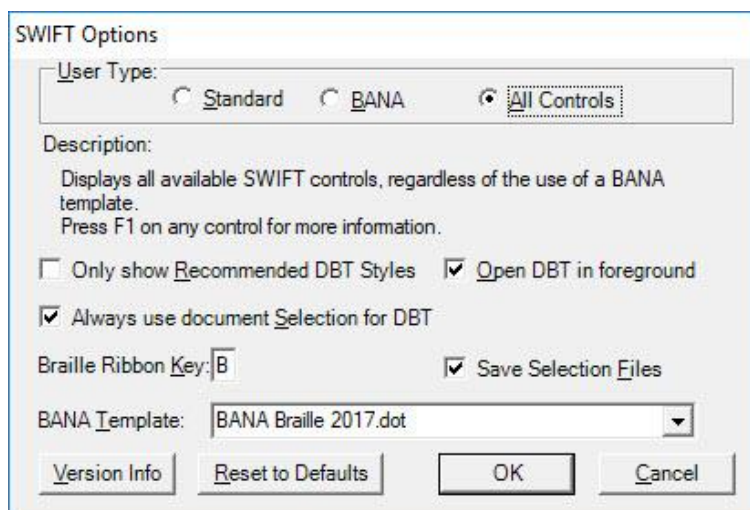 SWIFT Options
User Type:
Standard BANA All Controls
Description:
Displays all available SWIFT controls, regardless of the use of a BANA
template.
Press F1 on any control for more information.
Only show Recommended DBT Styles Open DBT in foreground
Always use document Selection for DBT
Braille Ribbon Key: B Save Selection Files
BANA Template: BANA Braille 2017.dot
Version Info Reset to Defaults OK Cancel